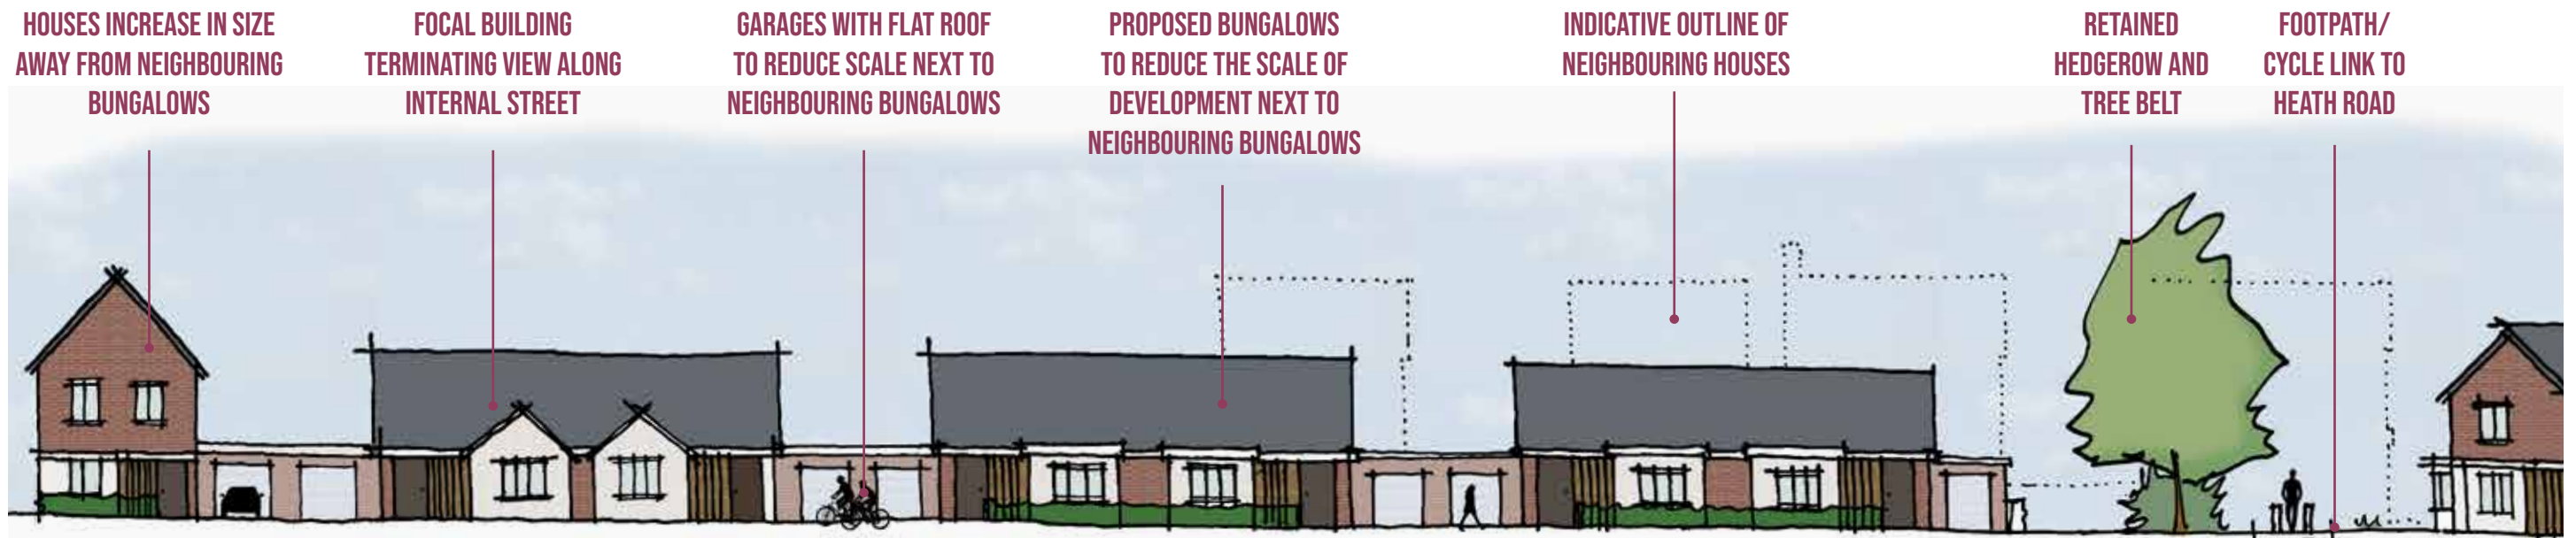 HOUSES INCREASE IN SIZE
AWAY FROM NEIGHBOURING
BUNGALOWS
FOCAL BUILDING
TERMINATING VIEW ALONG
INTERNAL STREET
GARAGES WITH FLAT ROOF
TO REDUCE SCALE NEXT TO
NEIGHBOURING BUNGALOWS
PROPOSED BUNGALOWS
TO REDUCE THE SCALE OF
DEVELOPMENT NEXT TO
NEIGHBOURING BUNGALOWS
INDICATIVE OUTLINE OF
NEIGHBOURING HOUSES
RETAINED
HEDGEROW AND
TREE BELT
FOOTPATH/
CYCLE LINK TO
HEATH ROAD